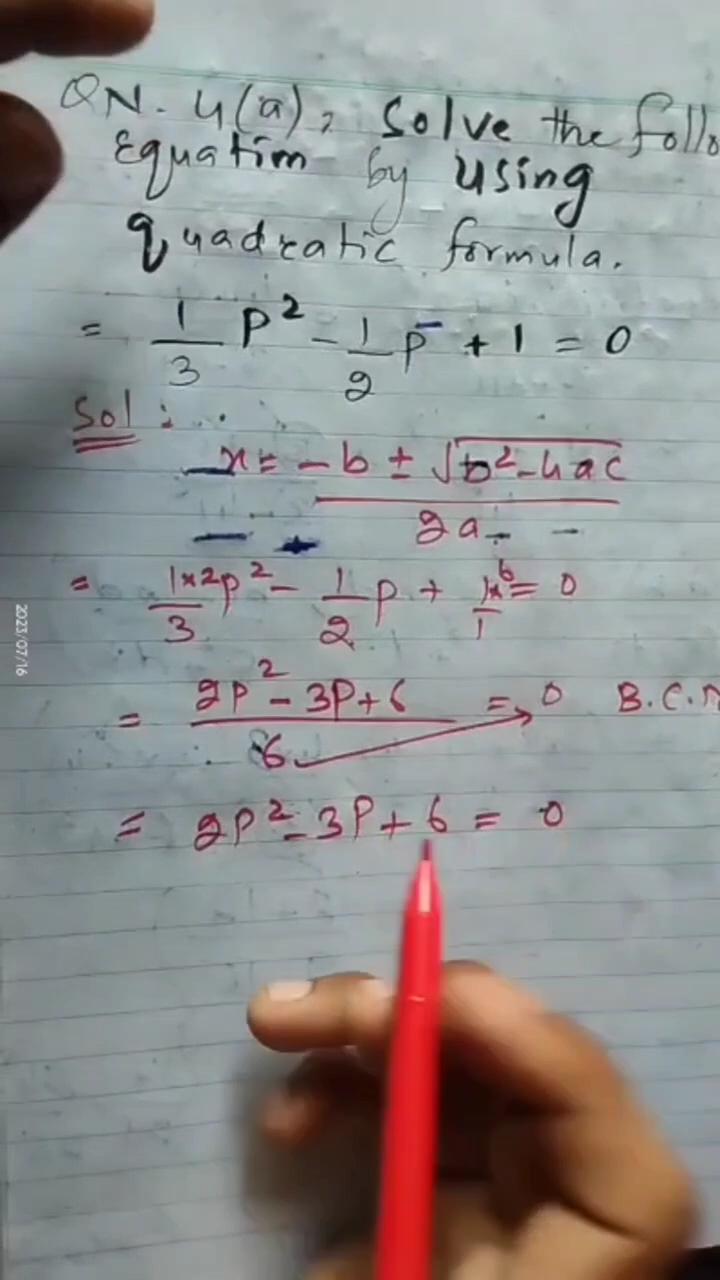 QN. 4(a), Solve the follo
Equation by using
quadratic formula.
= 1/3 P² - 1/2 P + 1 = 0
Sol:
x = -b ± √b²-4ac / 2a
= 1×2/3 p² - 1/2 p + 1×6/1 = 0
= 2p² - 3p+6 / 6 = 0 B.C.
= 2p² - 3p + 6 = 0
2023/07/16